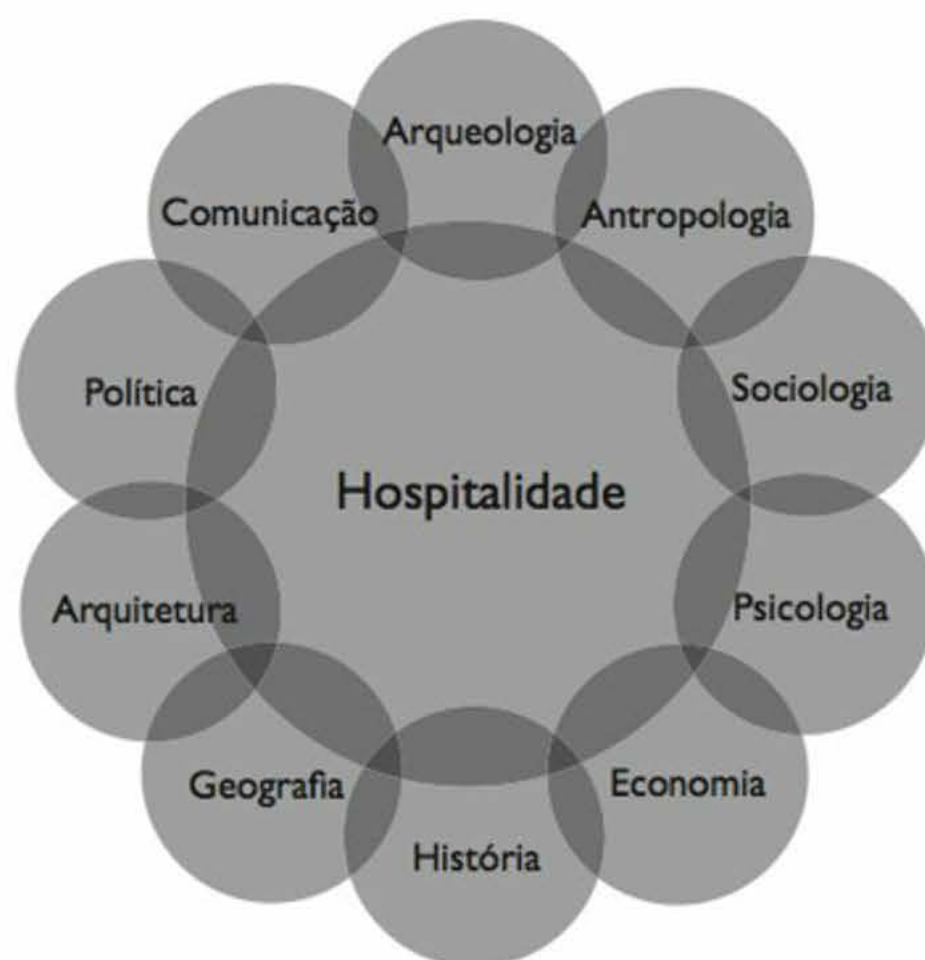 Arqueologia
Comunicação
Antropologia
Política
Sociologia
Hospitalidade
Arquitetura
Psicologia
Geografia
Economia
História